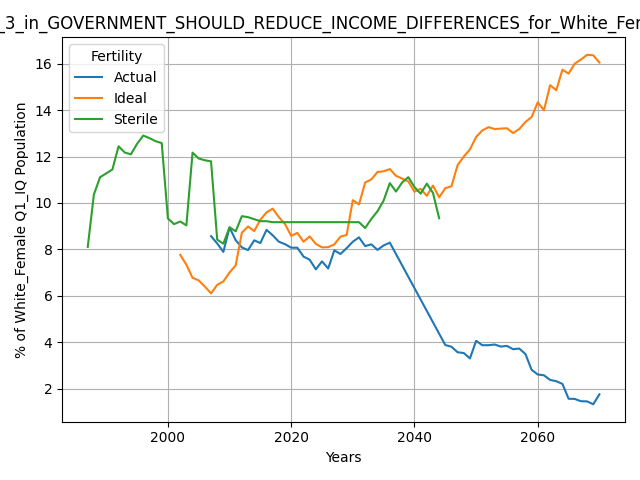 _3_in_GOVERNMENT_SHOULD_REDUCE_INCOME_DIFFERENCES_for_White_Fe
Fertility
Actual
Ideal
Sterile
16
14
12
10
8
6
4
2
% of White_Female Q1_IQ Population
2000
2020
2040
2060
Years